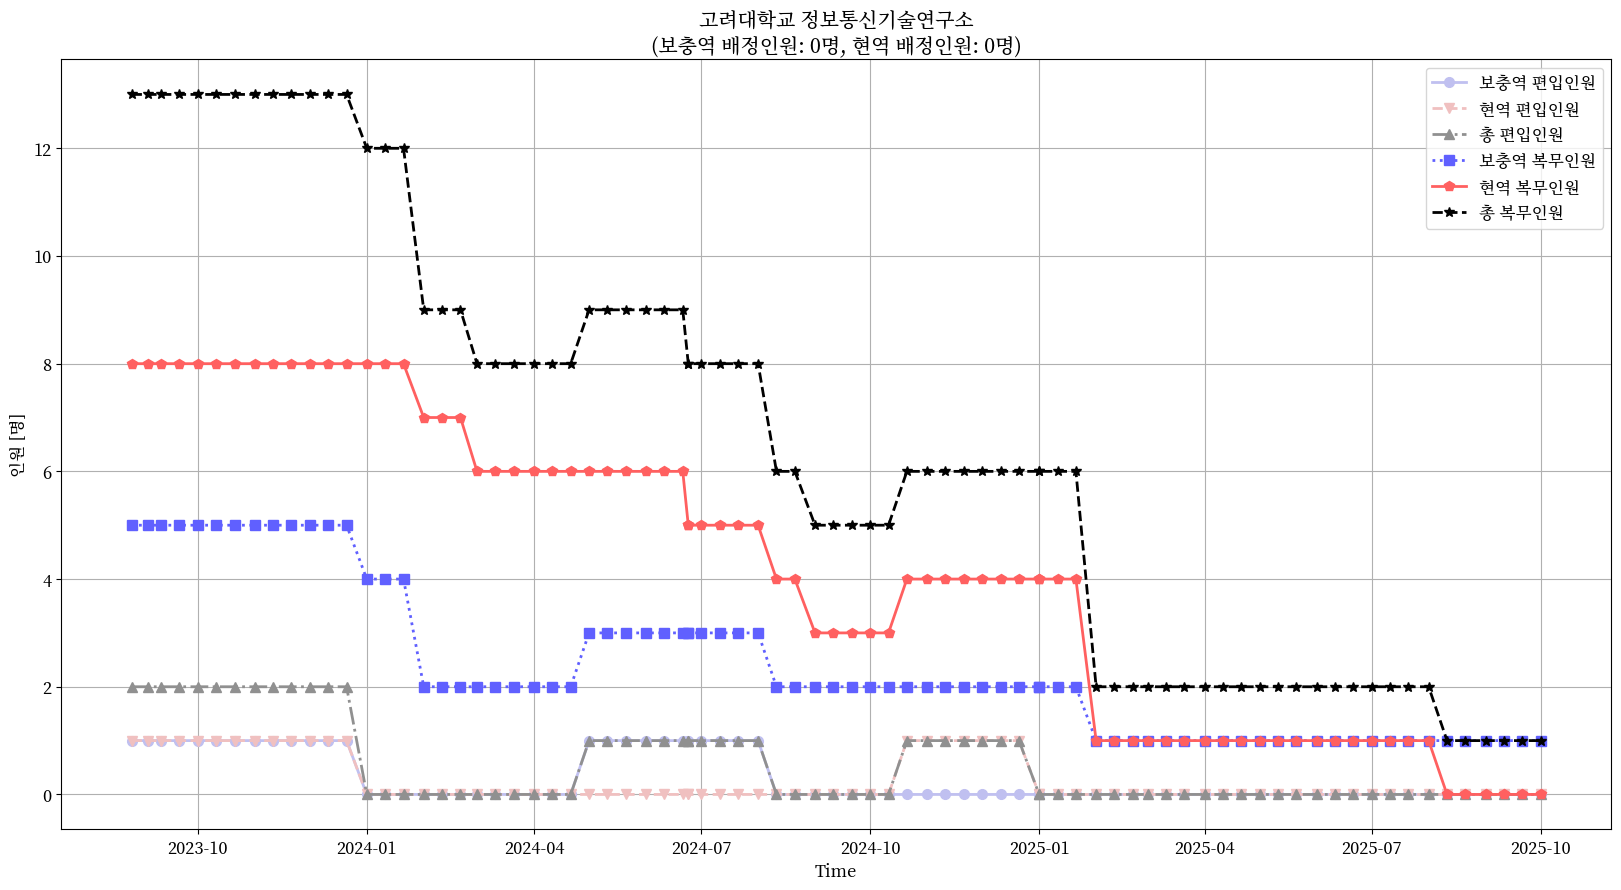 고려대학교 정보통신기술연구소
(보충역 배정인원: 0명, 현역 배정인원: 0명)
보충역 편입인원
현역 편입인원
총 편입인원
보충역 복무인원
현역 복무인원
총 복무인원
인원 [명]
12
10
8
6
4
2
0
2023-10
2024-01
2024-04
2024-07
2024-10
2025-01
2025-04
2025-07
2025-10
Time